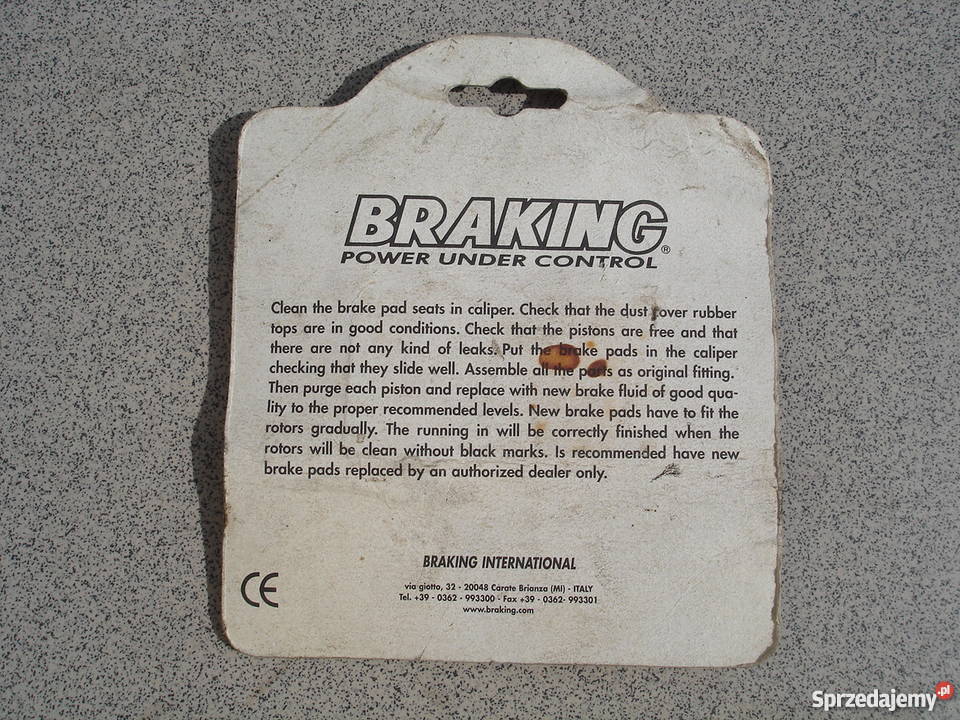 BRAKING®
POWER UNDER CONTROL
Clean the brake pad seats in caliper. Check that the dust cover rubber
tops are in good conditions. Check that the pistons are free and that
there are not any kind of leaks. Put the brake pads in the caliper
checking that they slide well. Assemble all the parts as original fitting.
Then purge each piston and replace with new brake fluid of good qua-
lity to the proper recommended levels. New brake pads have to fit the
rotors gradually. The running in will be correctly finished when the
rotors will be clean without black marks. Is recommended have new
brake pads replaced by an authorized dealer only.
BRAKING INTERNATIONAL
CE
via giotto, 32 - 20048 Carate Brianza (MI) - ITALY
Tel. +39 - 0362 - 993300 - Fax +39 - 0362- 993301
www.braking.com
Sprzedajemy.pl